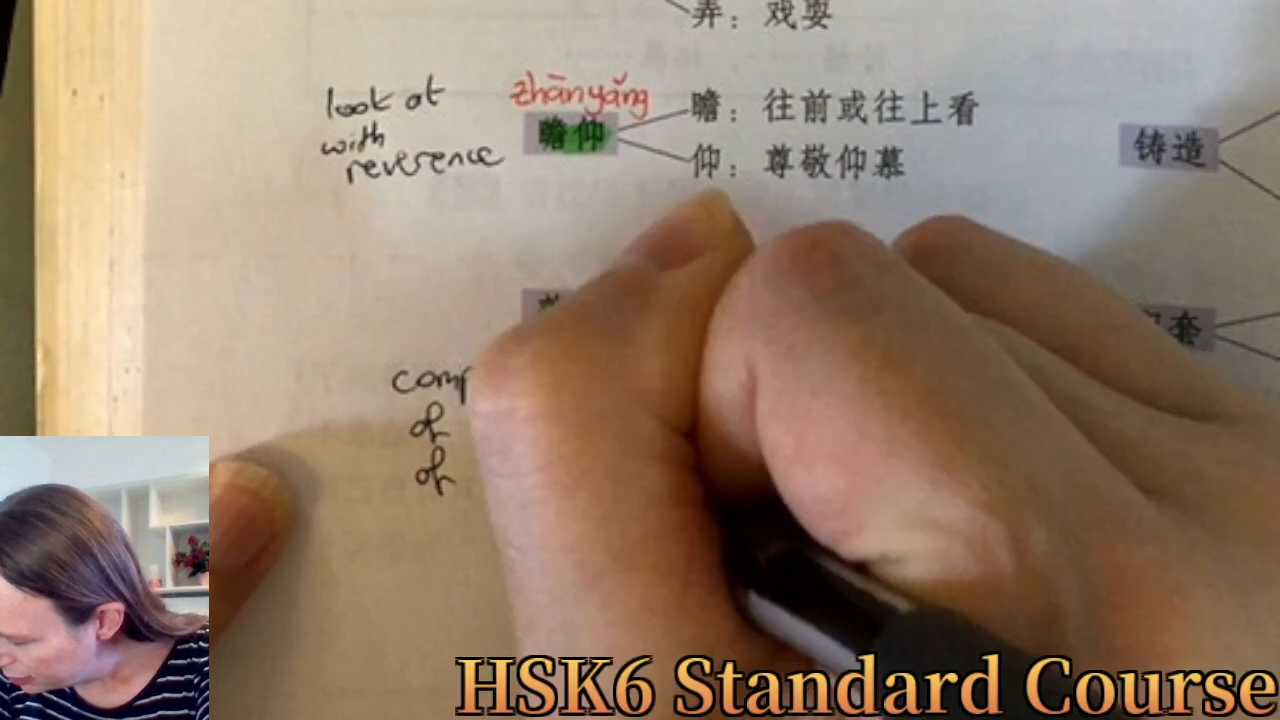 弄：戏耍
look at
with
reverence
zhānyǎng
瞻仰
瞻：往前或往上看
仰：尊敬仰慕
铸造
套
comp
of
of
HSK6 Standard Course